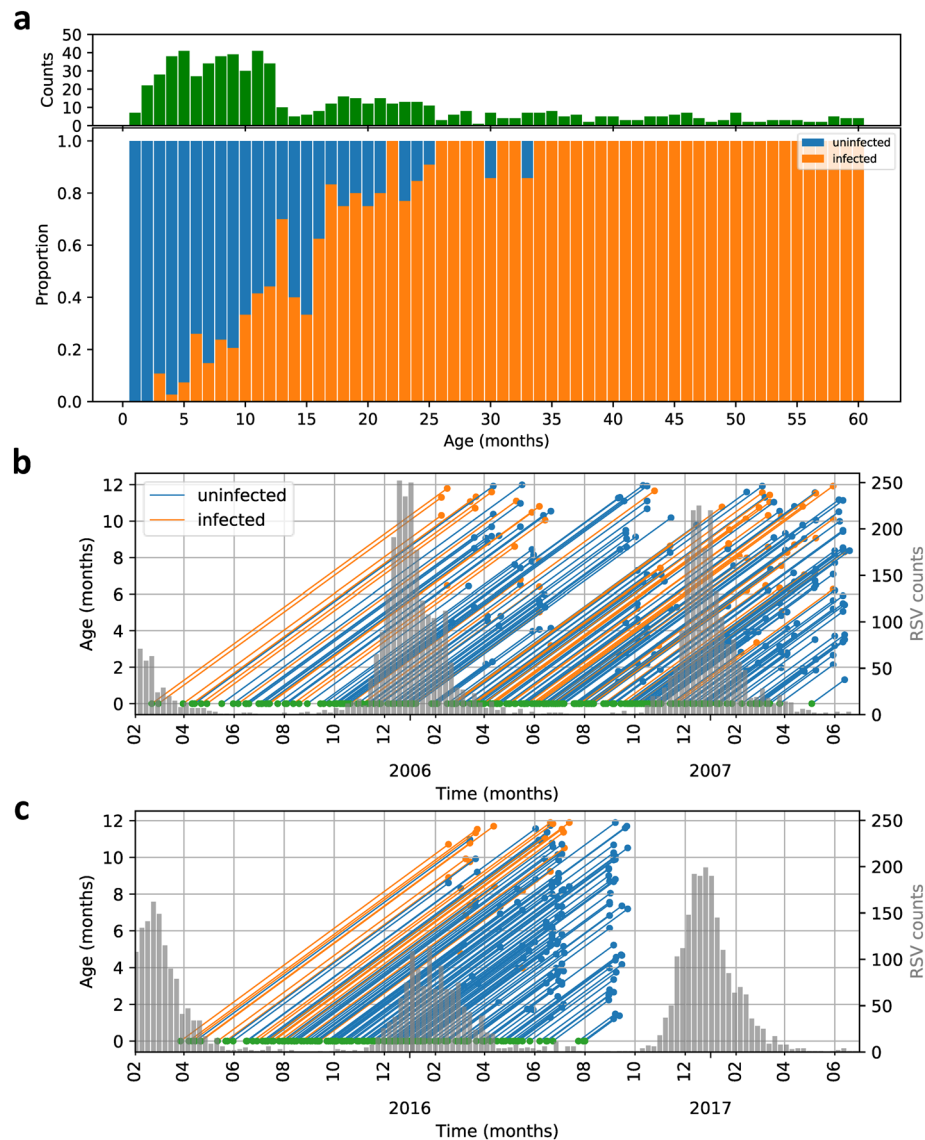 a
50
40
30
20
10
0
Counts
1.0
0.8
0.6
0.4
0.2
0.0
Proportion
uninfected
infected
0 5 10 15 20 25 30 35 40 45 50 55 60
Age (months)
b
12
10
8
6
4
2
0
Age (months)
uninfected
infected
250
200
150
100
50
0
RSV counts
02 04 06 08 10 12 02 04 06 08 10 12 02 04 06
2006 2007
Time (months)
c
12
10
8
6
4
2
0
Age (months)
250
200
150
100
50
0
RSV counts
02 04 06 08 10 12 02 04 06 08 10 12 02 04 06
2016 2017
Time (months)